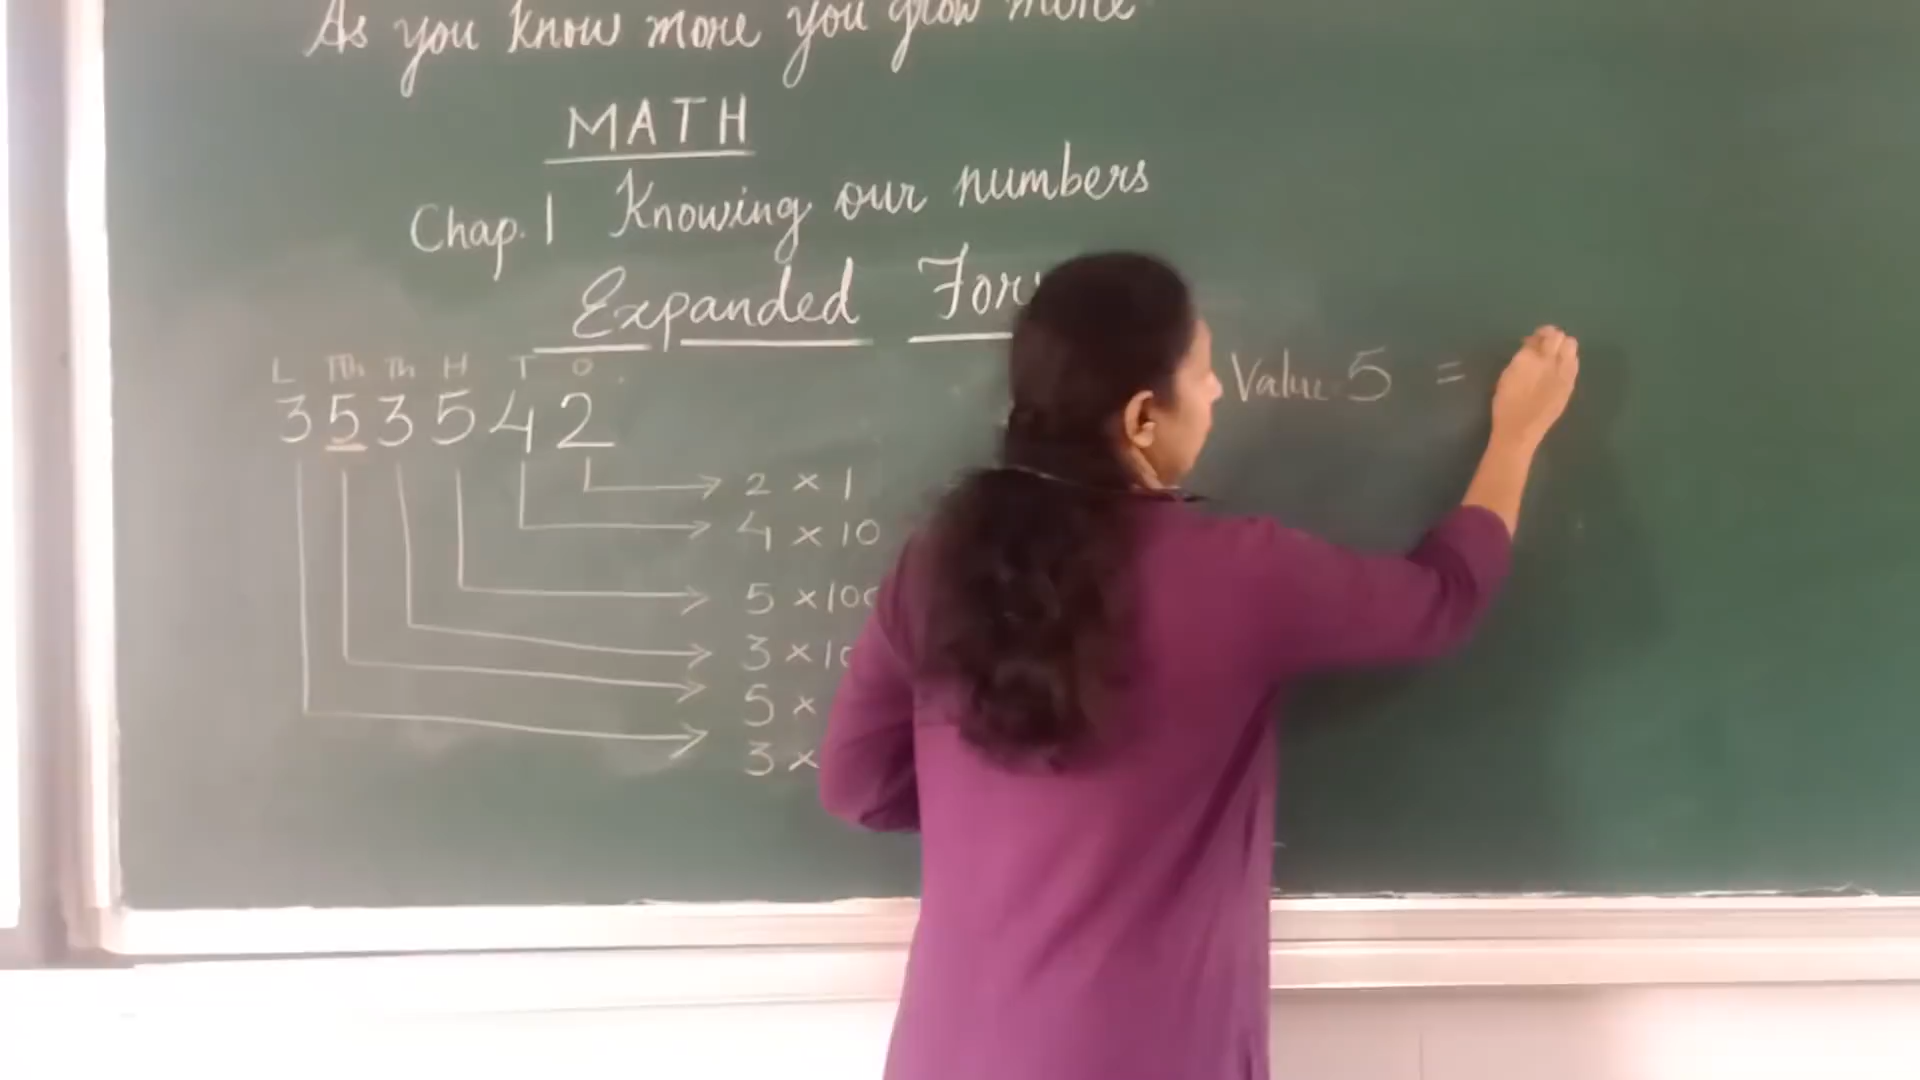 As you know more you grow more
MATH
Chap. 1 Knowing our numbers
Expanded For
L TTh Th H T O
3 5 3 5 4 2
Value 5 =
2 × 1
4 × 10
5 × 100
3 × 10
5 ×
3 ×